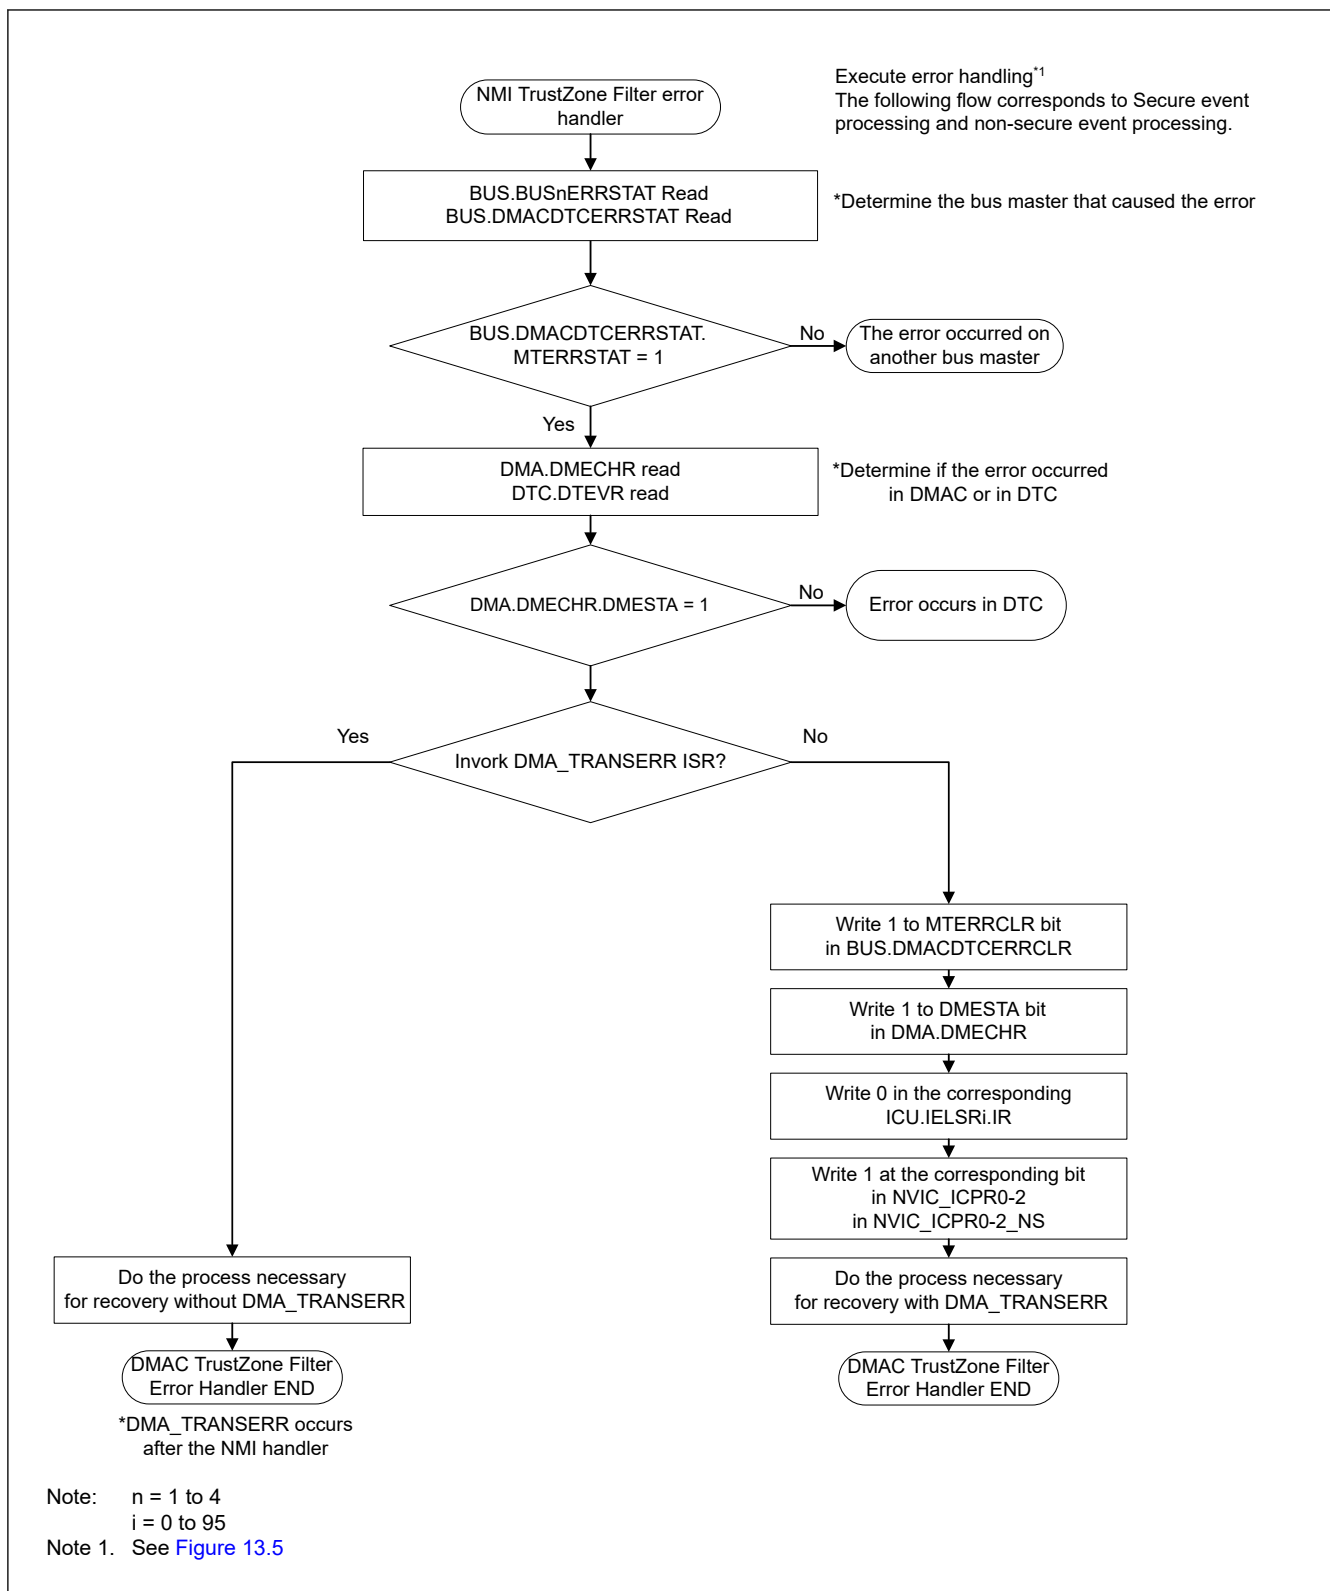 NMI TrustZone Filter error
handler
Execute error handling*1
The following flow corresponds to Secure event
processing and non-secure event processing.
BUS.BUSnERRSTAT Read
BUS.DMACDTCERRSTAT Read
*Determine the bus master that caused the error
BUS.DMACDTCERRSTAT.
MTERRSTAT = 1
No
The error occurred on
another bus master
Yes
DMA.DMECHR read
DTC.DTEVR read
*Determine if the error occurred
in DMAC or in DTC
DMA.DMECHR.DMESTA = 1
No
Error occurs in DTC
Yes
Invork DMA_TRANSERR ISR?
No
Write 1 to MTERRCLR bit
in BUS.DMACDTCERRCLR
Write 1 to DMESTA bit
in DMA.DMECHR
Write 0 in the corresponding
ICU.IELSRi.IR
Write 1 at the corresponding bit
in NVIC_ICPR0-2
in NVIC_ICPR0-2_NS
Do the process necessary
for recovery without DMA_TRANSERR
Do the process necessary
for recovery with DMA_TRANSERR
DMAC TrustZone Filter
Error Handler END
DMAC TrustZone Filter
Error Handler END
*DMA_TRANSERR occurs
after the NMI handler
Note: n = 1 to 4
i = 0 to 95
Note 1. See Figure 13.5